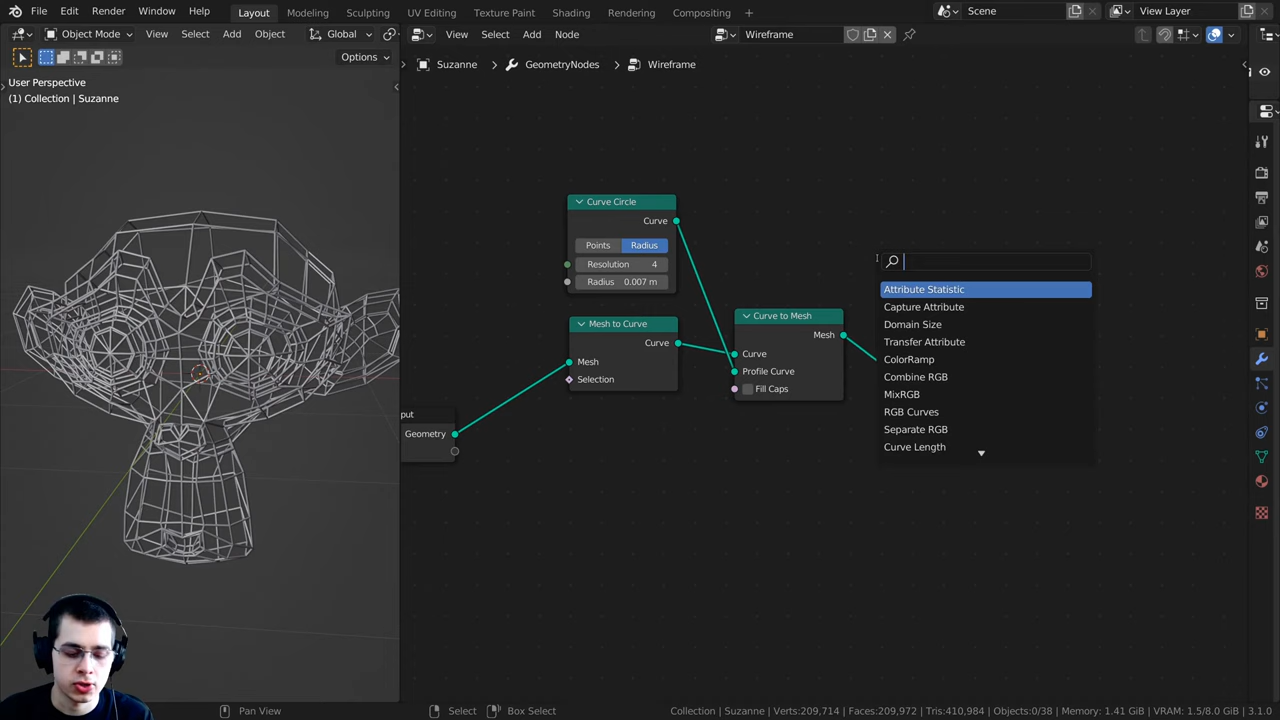 File Edit Render Window Help Layout Modeling Sculpting UV Editing Texture Paint Shading Rendering Compositing + Scene View Layer
Object Mode View Select Add Object Global View Select Add Node Wireframe
Options Suzanne GeometryNodes Wireframe
User Perspective
(1) Collection | Suzanne
Curve Circle
Curve
Points Radius
Resolution 4
Radius 0.007 m
Mesh to Curve
Curve
Mesh
Selection
put
Geometry
Curve to Mesh
Mesh
Curve
Profile Curve
Fill Caps
Attribute Statistic
Capture Attribute
Domain Size
Transfer Attribute
ColorRamp
Combine RGB
MixRGB
RGB Curves
Separate RGB
Curve Length
Pan View Select Box Select Collection | Suzanne Verts:209,714 | Faces:209,972 | Tris:410,984 | Objects:0/38 | Memory: 1.41 GiB | VRAM: 1.5/8.0 GiB | 3.1.0